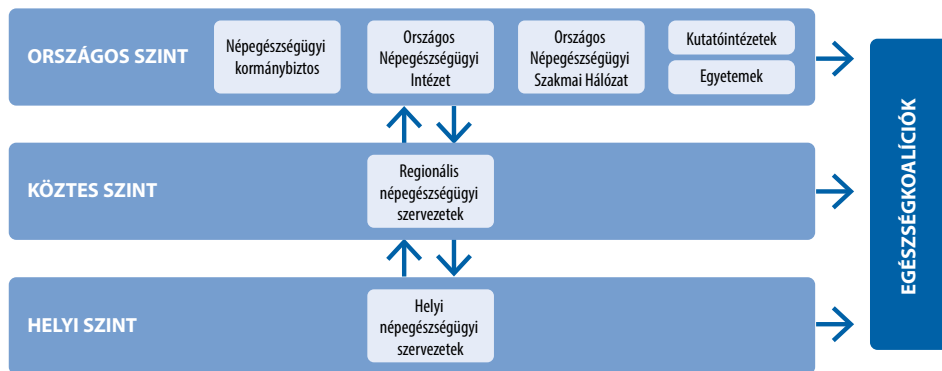 ORSZÁGOS SZINT
Népegészségügyi
kormánybiztos
Országos
Népegészségügyi
Intézet
Országos
Népegészségügyi
Szakmai Hálózat
Kutatóintézetek
Egyetemek
KÖZTES SZINT
Regionális
népegészségügyi
szervezetek
HELYI SZINT
Helyi
népegészségügyi
szervezetek
EGÉSZSÉGKOALÍCIÓK